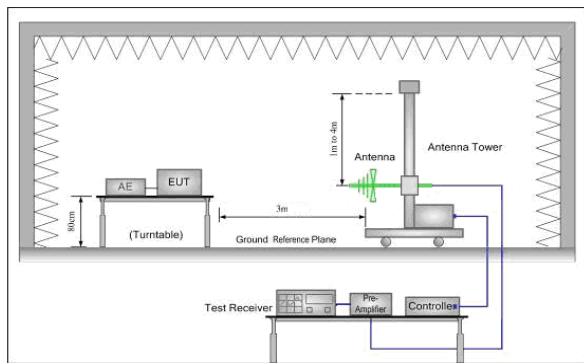 1m to 4m
Antenna
Antenna Tower
AE
EUT
80cm
(Turntable)
3m
Ground Reference Plane
Test Receiver
Pre-
Amplifier
Controller